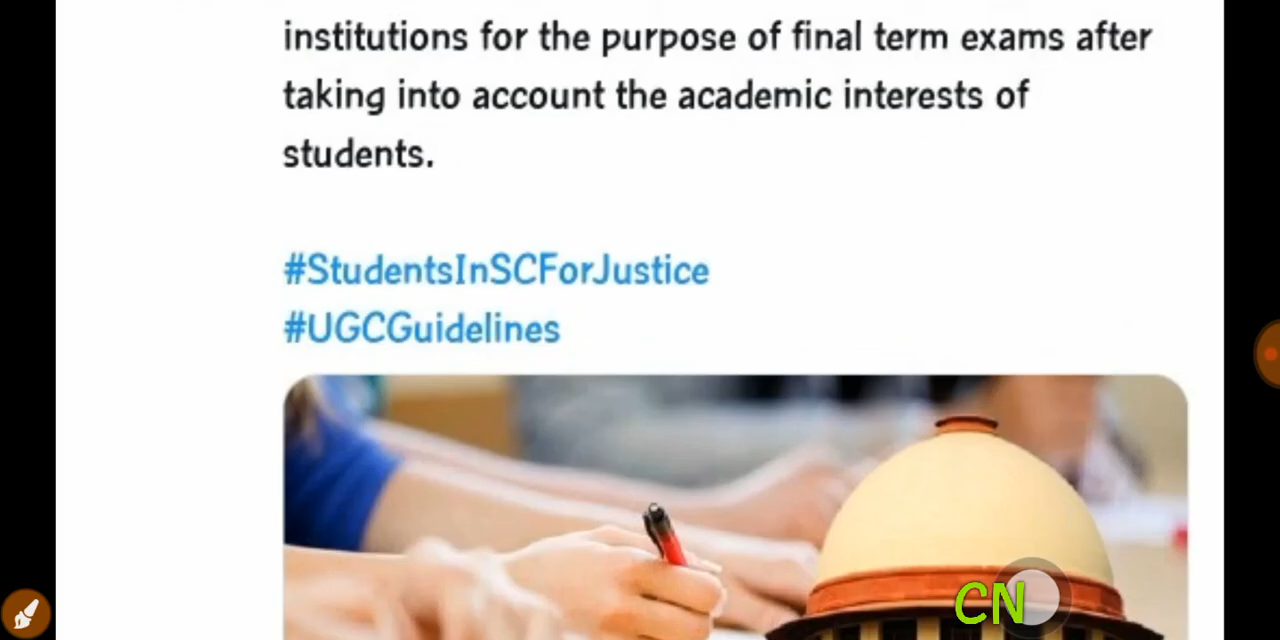 institutions for the purpose of final term exams after
taking into account the academic interests of
students.
#StudentsInSCForJustice
#UGCGuidelines
CN